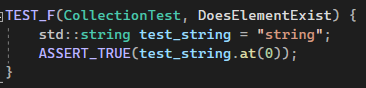 TEST_F(CollectionTest, DoesElementExist) {
    std::string test_string = "string";
    ASSERT_TRUE(test_string.at(0));
}